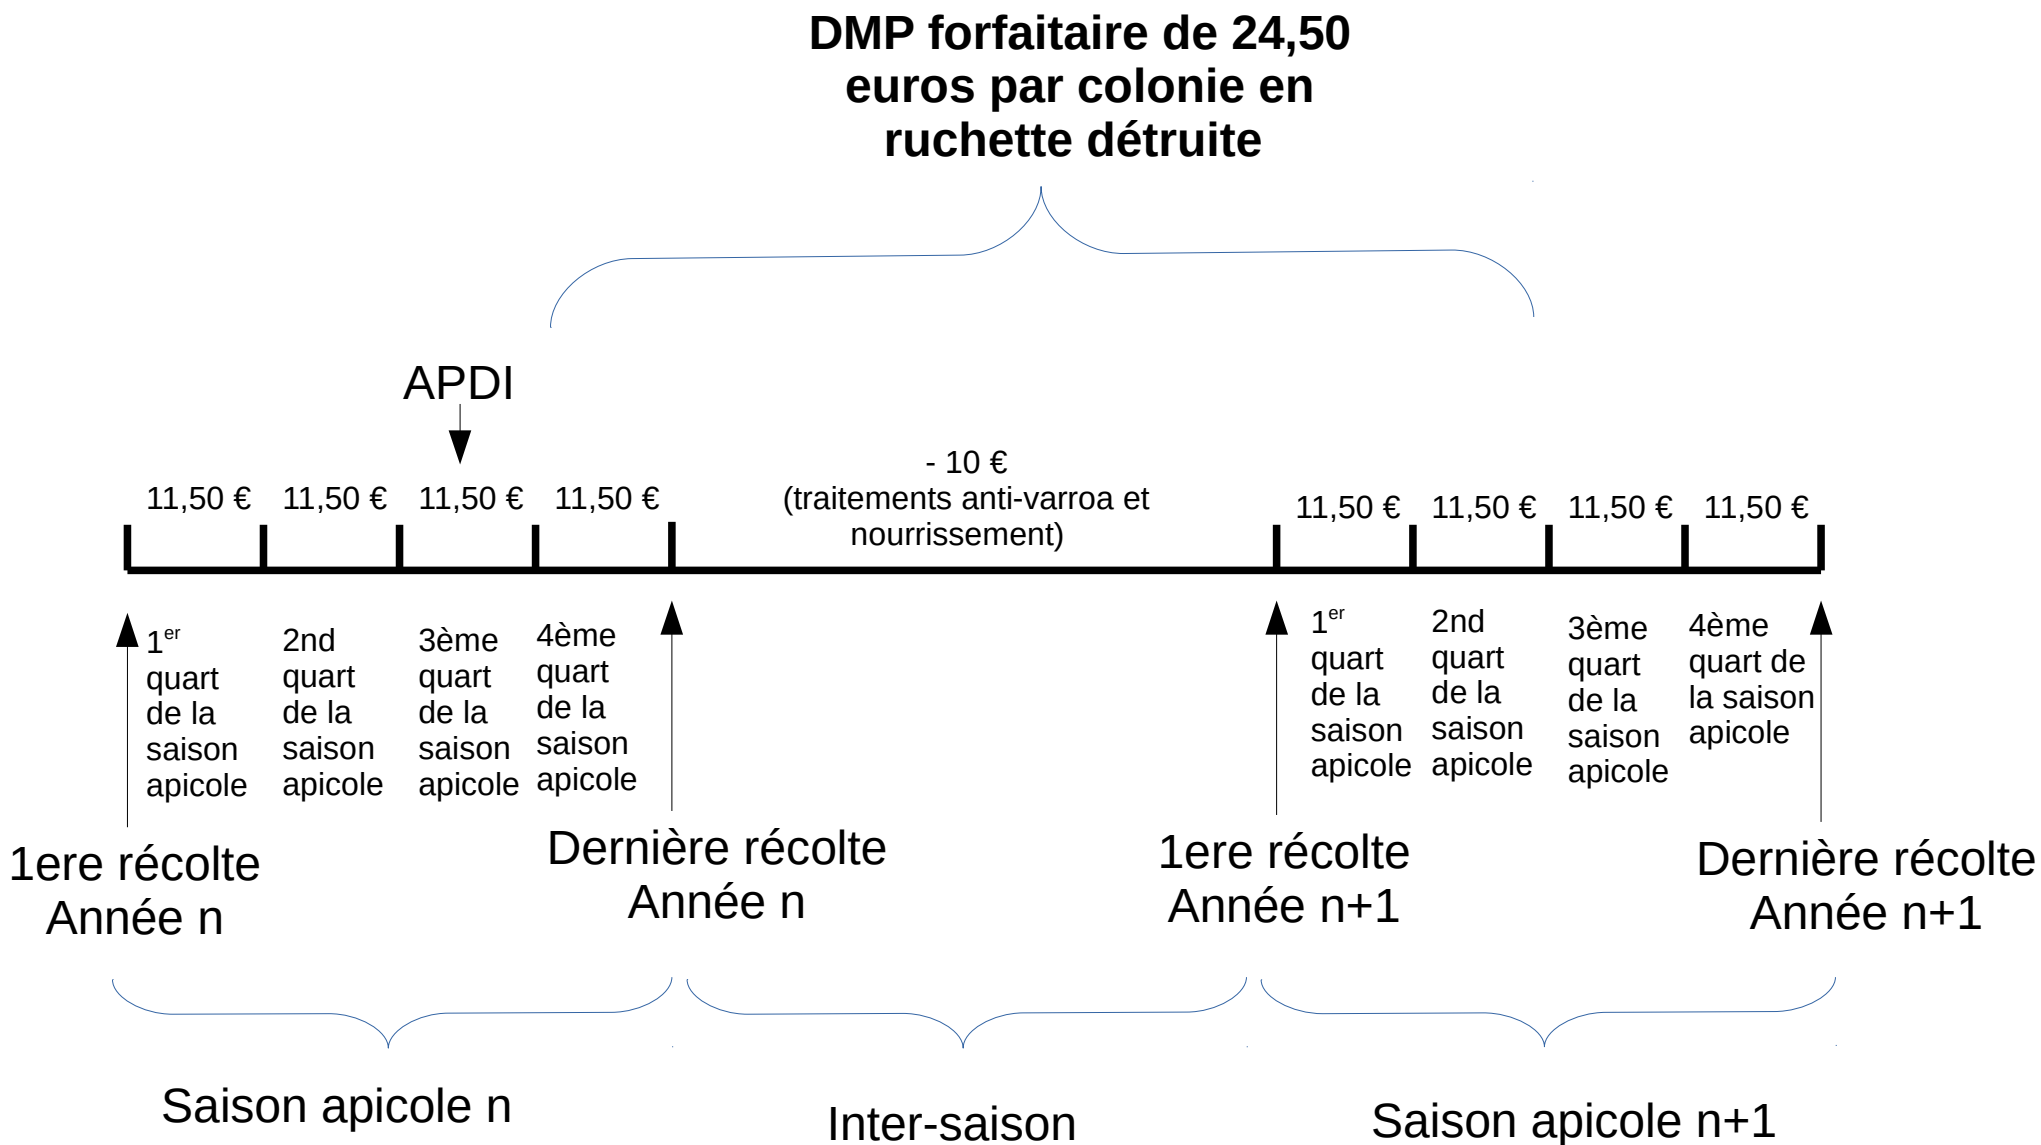 DMP forfaitaire de 24,50
euros par colonie en
ruchette détruite
APDI
- 10 €
(traitements anti-varroa et
nourrissement)
11,50 €
11,50 €
11,50 €
11,50 €
11,50 €
11,50 €
11,50 €
11,50 €
1er
quart
de la
saison
apicole
2nd
quart
de la
saison
apicole
3ème
quart
de la
saison
apicole
4ème
quart
de la
saison
apicole
1er
quart
de la
saison
apicole
2nd
quart
de la
saison
apicole
3ème
quart
de la
saison
apicole
4ème
quart de
la saison
apicole
1ere récolte
Année n
Dernière récolte
Année n
1ere récolte
Année n+1
Dernière récolte
Année n+1
Saison apicole n
Inter-saison
Saison apicole n+1